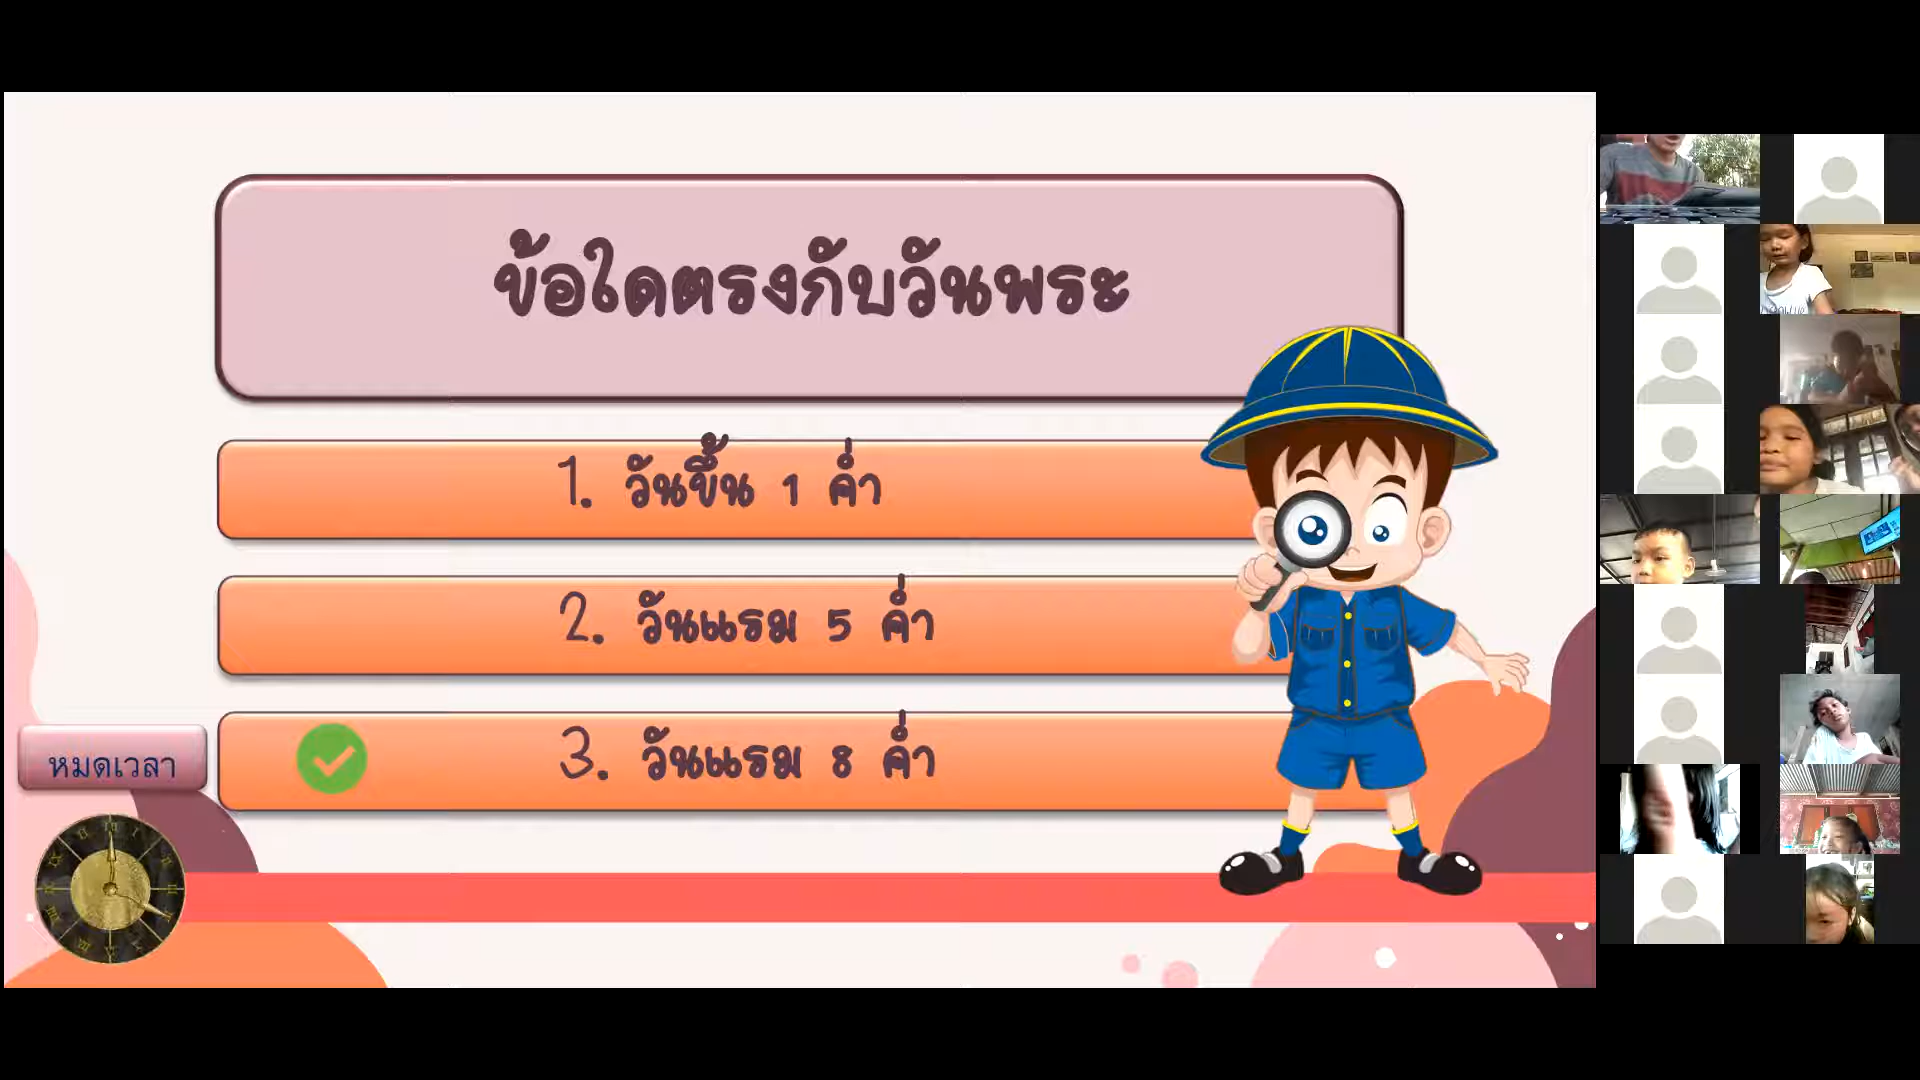 ข้อใดตรงกับวันพระ
1. วันขึ้น 1 ค่ำ
2. วันแรม 5 ค่ำ
3. วันแรม 8 ค่ำ
หมดเวลา